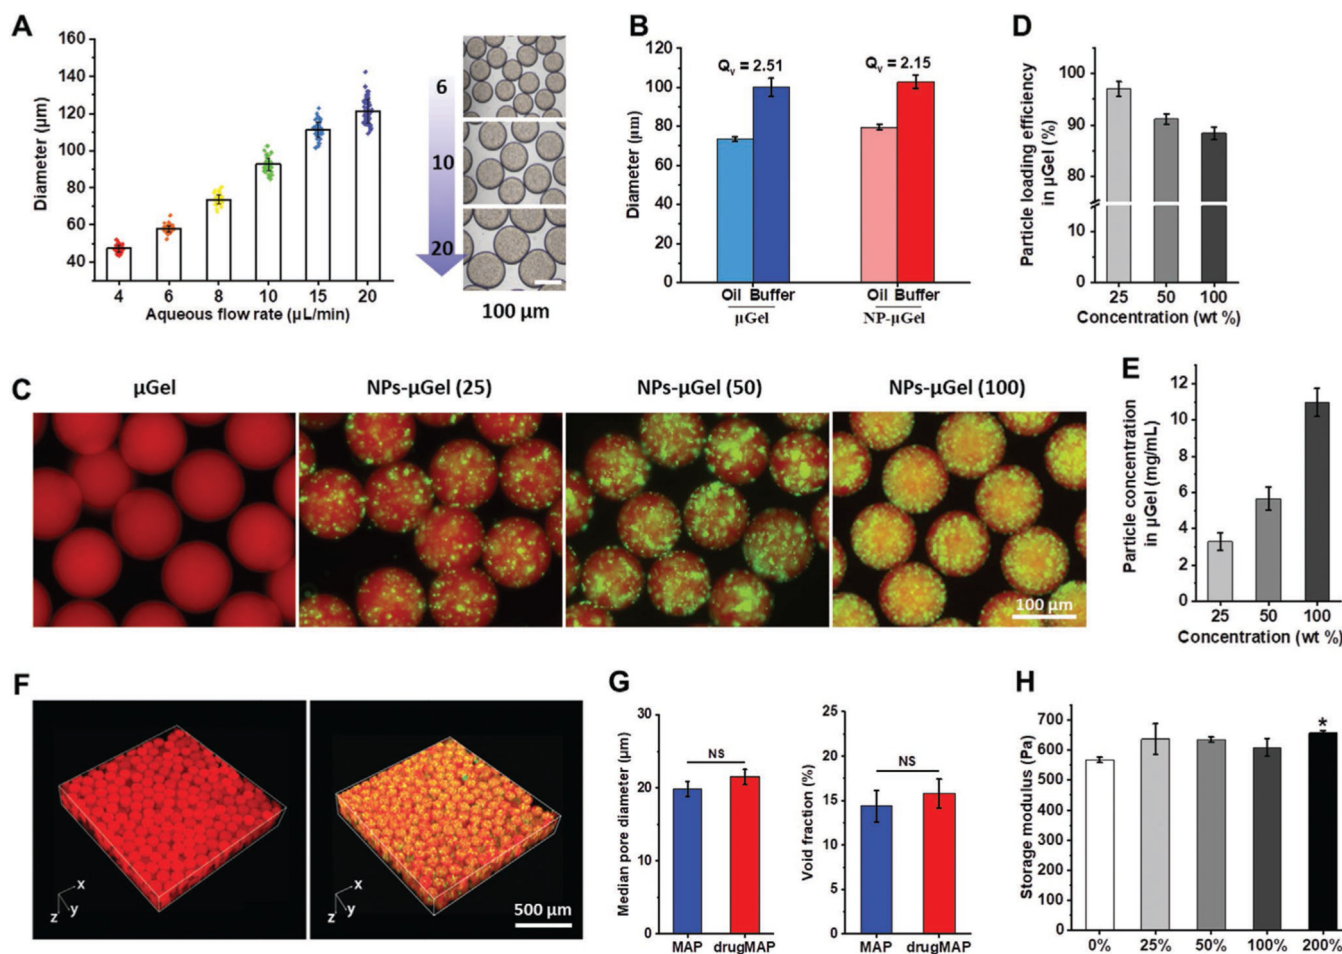 A
Diameter (μm)
160
140
120
100
80
60
40
4 6 8 10 15 20
Aqueous flow rate (μL/min)
6
10
20
100 μm
B
Diameter (μm)
120
100
80
60
40
20
0
Qv = 2.51
Qv = 2.15
Oil Buffer
μGel
Oil Buffer
NP-μGel
D
Particle loading efficiency
in μGel (%)
100
90
80
10
0
25 50 100
Concentration (wt %)
C
μGel
NPs-μGel (25)
NPs-μGel (50)
NPs-μGel (100)
100 μm
E
Particle concentration
in μGel (mg/mL)
12
10
8
6
4
2
0
25 50 100
Concentration (wt %)
F
x
y
z
x
y
z
500 μm
G
Median pore diameter (μm)
30
20
10
0
NS
MAP drugMAP
Void fraction (%)
25
20
15
10
5
0
NS
MAP drugMAP
H
Storage modulus (Pa)
700
600
500
400
300
200
100
0
*
0% 25% 50% 100% 200%